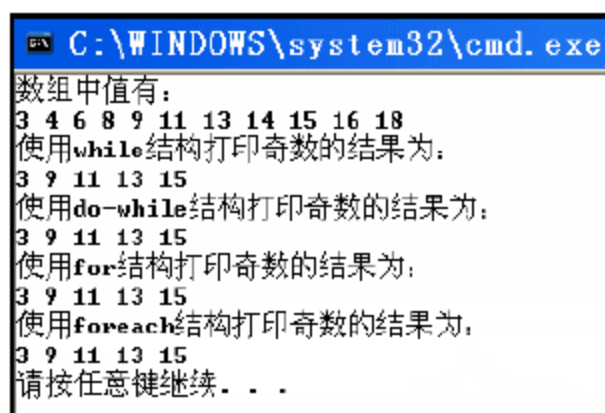 C:\WINDOWS\system32\cmd.exe
数组中值有:
3 4 6 8 9 11 13 14 15 16 18
使用while结构打印奇数的结果为:
3 9 11 13 15
使用do-while结构打印奇数的结果为:
3 9 11 13 15
使用for结构打印奇数的结果为:
3 9 11 13 15
使用foreach结构打印奇数的结果为:
3 9 11 13 15
请按任意键继续. . .